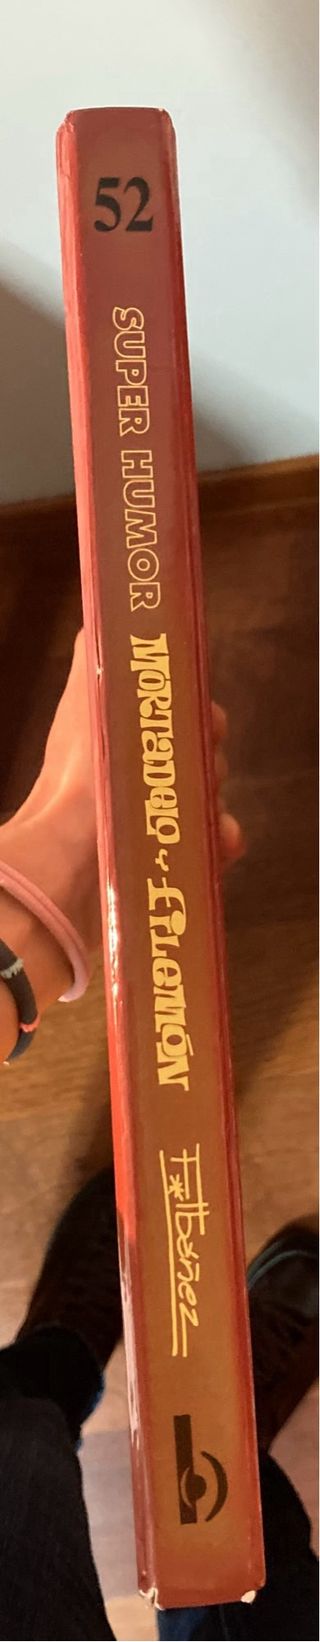 52
SUPER HUMOR
MORTADELO Y FILEMÓN
F. Ibáñez